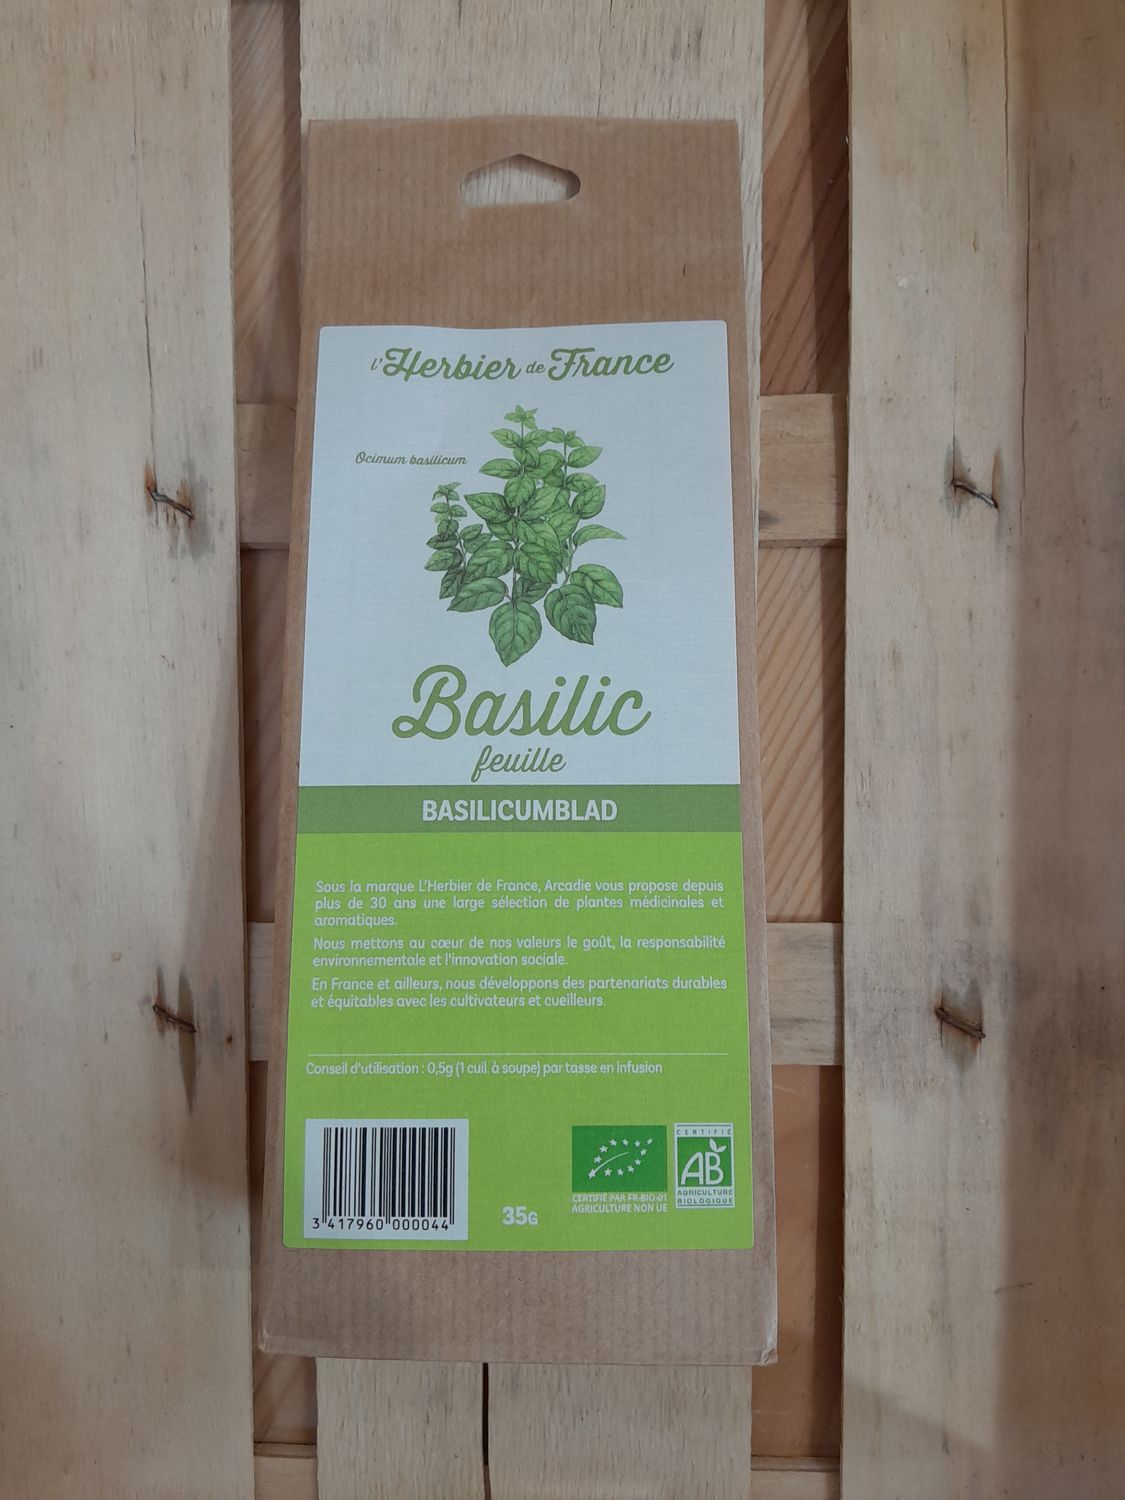 l'Herbier de France
Ocimum basilicum
Basilic
feuille
BASILICUMBLAD
Sous la marque L'Herbier de France, Arcadie vous propose depuis
plus de 30 ans une large sélection de plantes médicinales et
aromatiques.
Nous mettons au cœur de nos valeurs le goût, la responsabilité
environnementale et l'innovation sociale.
En France et ailleurs, nous développons des partenariats durables
et équitables avec les cultivateurs et cueilleurs.
Conseil d'utilisation : 0,5g (1 cuil. à soupe) par tasse en infusion
3 417960 000044
35G
CERTIFIÉ PAR FR-BIO-01
AGRICULTURE NON UE
CERTIFIÉ
AB
AGRICULTURE
BIOLOGIQUE